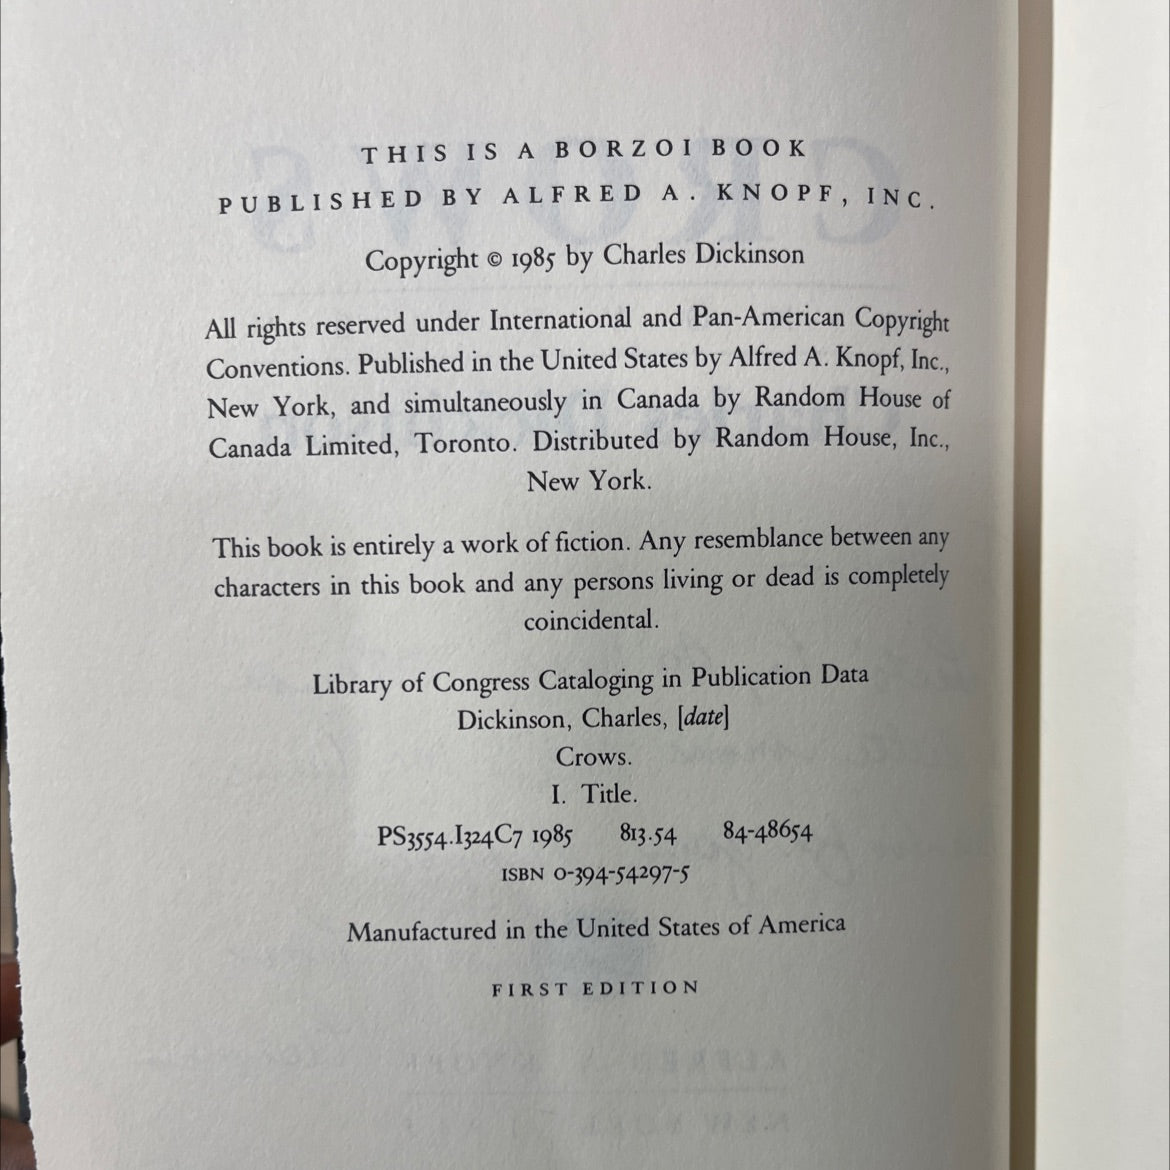 THIS IS A BORZOI BOOK
PUBLISHED BY ALFRED A. KNOPF, INC.
Copyright © 1985 by Charles Dickinson
All rights reserved under International and Pan-American Copyright
Conventions. Published in the United States by Alfred A. Knopf, Inc.,
New York, and simultaneously in Canada by Random House of
Canada Limited, Toronto. Distributed by Random House, Inc.,
New York.
This book is entirely a work of fiction. Any resemblance between any
characters in this book and any persons living or dead is completely
coincidental.
Library of Congress Cataloging in Publication Data
Dickinson, Charles, [date]
Crows.
I. Title.
PS3554.I324C7 1985 813.54 84-48654
ISBN 0-394-54297-5
Manufactured in the United States of America
FIRST EDITION